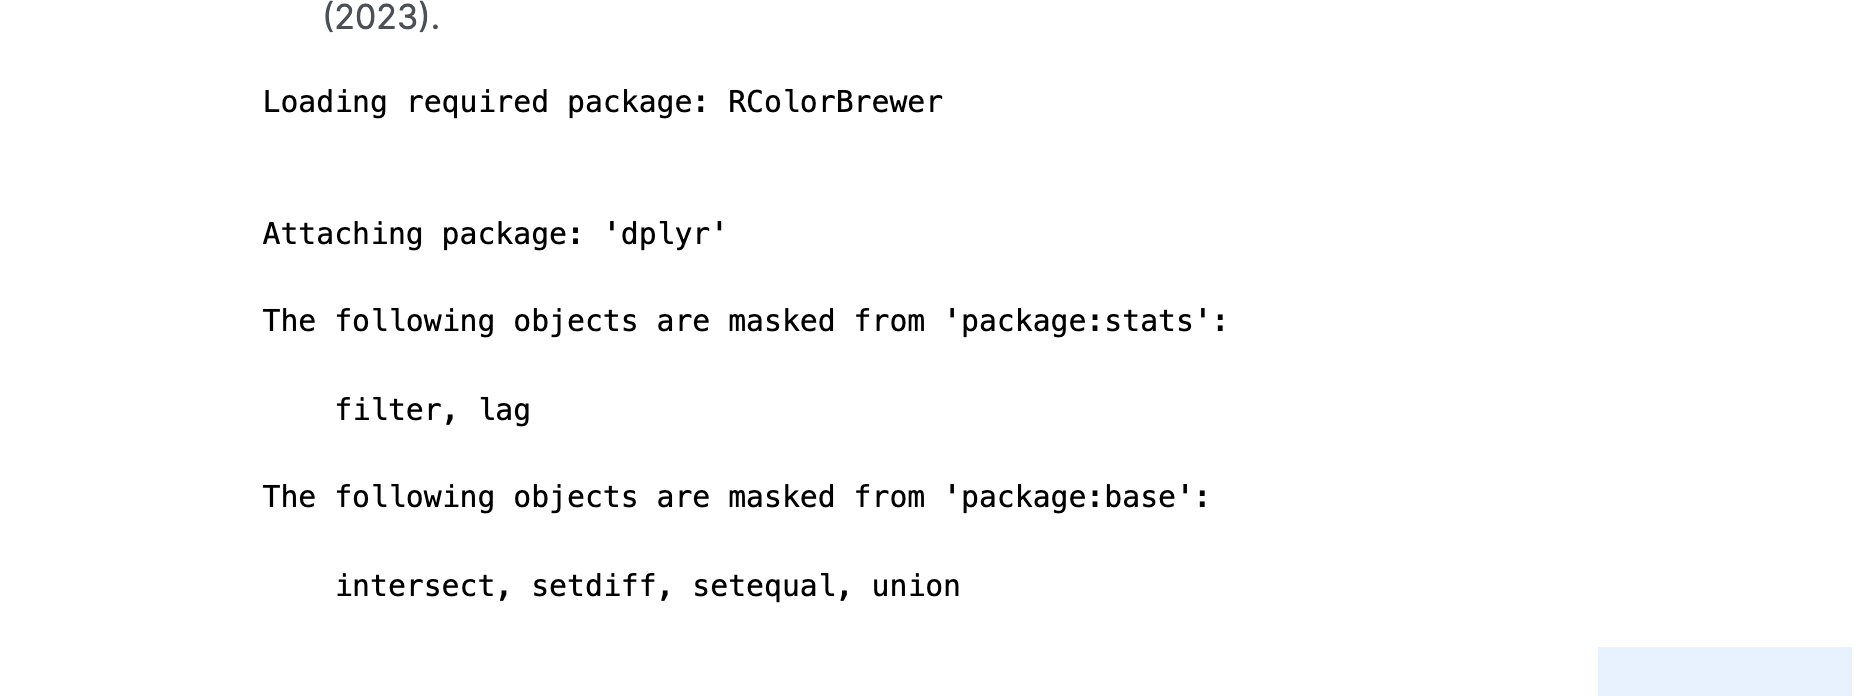 (2023).
Loading required package: RColorBrewer
Attaching package: 'dplyr'
The following objects are masked from 'package:stats':
filter, lag
The following objects are masked from 'package:base':
intersect, setdiff, setequal, union